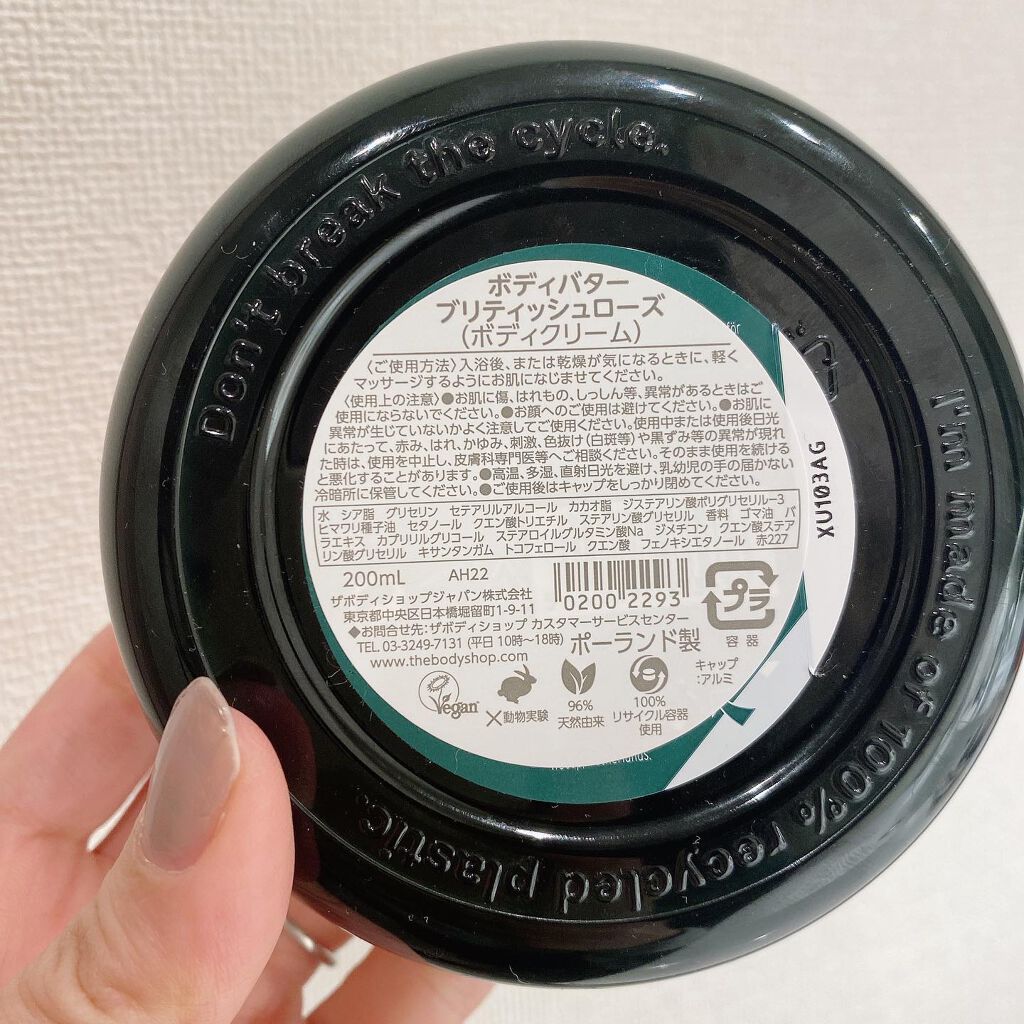 Don't break the cycle.
I'm made of 100% recycled plastic.
för
ボディバター
ブリティッシュローズ
(ボディクリーム)
〈ご使用方法〉入浴後、または乾燥が気になるときに、軽く
マッサージするようにお肌になじませてください。
〈使用上の注意〉●お肌に傷、はれもの、しっしん等、異常があるときはご
使用にならないでください。●お顔へのご使用は避けてください。●お肌に
異常が生じていないかよく注意してご使用ください。使用中または使用後日光
にあたって、赤み、はれ、かゆみ、刺激、色抜け(白斑等)や黒ずみ等の異常が現れ
た時は、使用を中止し、皮膚科専門医等へご相談ください。そのまま使用を続ける
と悪化することがあります。●高温、多湿、直射日光を避け、乳幼児の手の届かない
冷暗所に保管してください。●ご使用後はキャップをしっかり閉めてください。
水 シア脂 グリセリン セテアリルアルコール カカオ脂 ジステアリン酸ポリグリセリル−3
ヒマワリ種子油 セタノール クエン酸トリエチル ステアリン酸グリセリル 香料 ゴマ油 バ
ラエキス カプリリルグリコール ステアロイルグルタミン酸Na ジメチコン クエン酸ステア
リン酸グリセリル キサンタンガム トコフェロール クエン酸 フェノキシエタノール 赤227
200mL AH22
ザボディショップジャパン株式会社
東京都中央区日本橋堀留町1-9-11
◆お問合せ先:ザボディショップ カスタマーサービスセンター
TEL 03-3249-7131 (平日 10時〜18時) ポーランド製
www.thebodyshop.com
0200 2293
プラ
容器
キャップ
:アルミ
Vegan
×動物実験
96%
天然由来
100%
リサイクル容器
使用
XU103AG